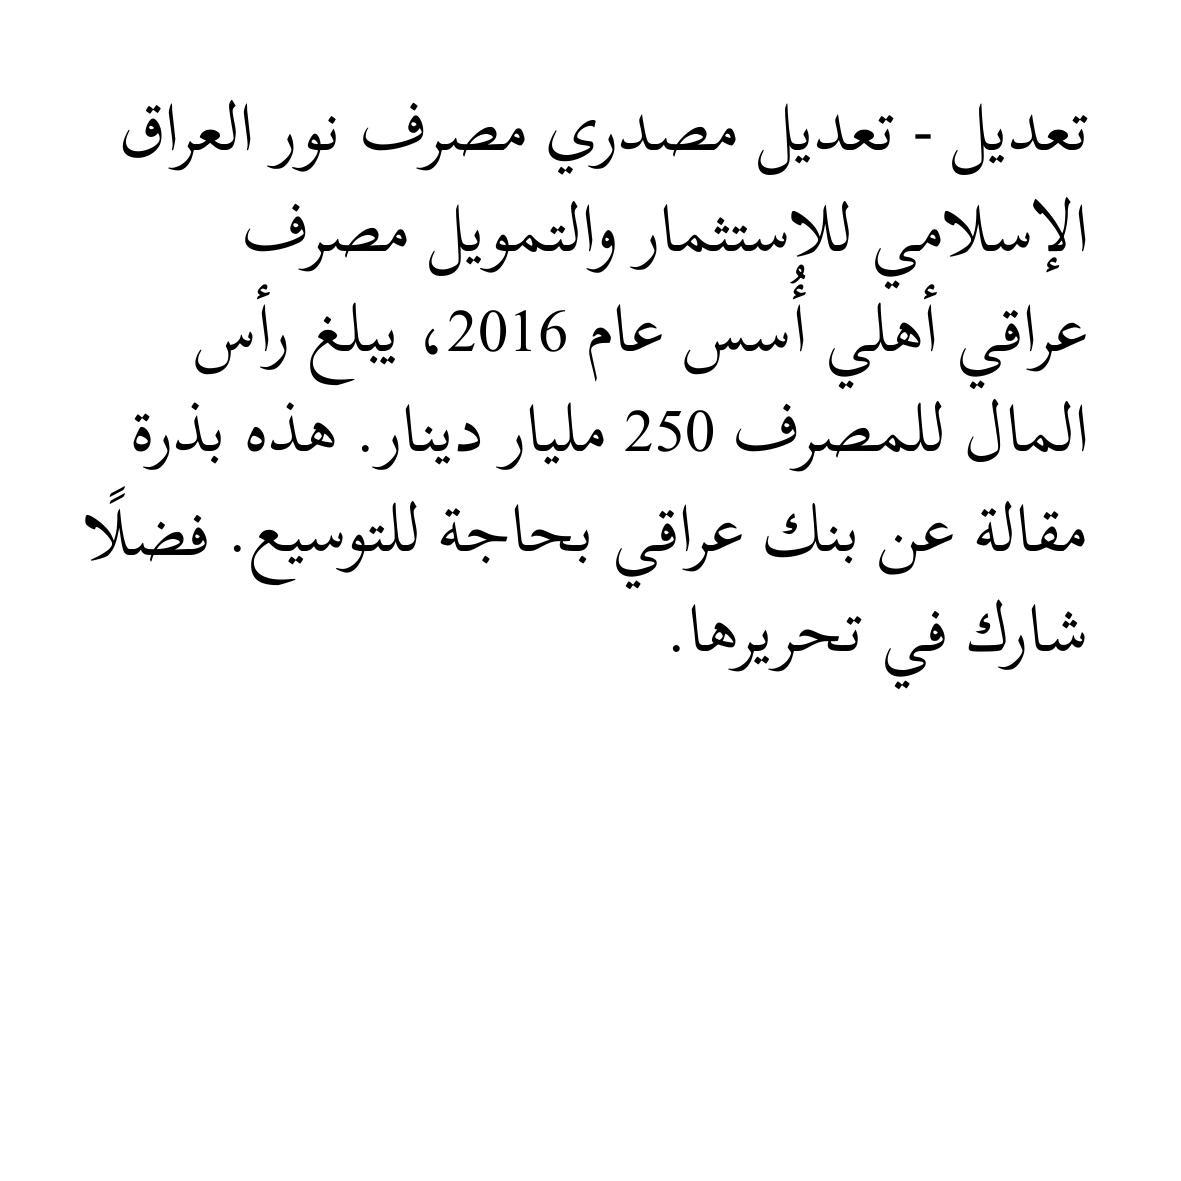 تعديل - تعديل مصدري مصرف نور العراق
الإسلامي للإستثمار والتمويل مصرف
عراقي أهلي أُسس عام 2016، يبلغ رأس
المال للمصرف 250 مليار دينار. هذه بذرة
مقالة عن بنك عراقي بحاجة للتوسيع. فضلًا
شارك في تحريرها.